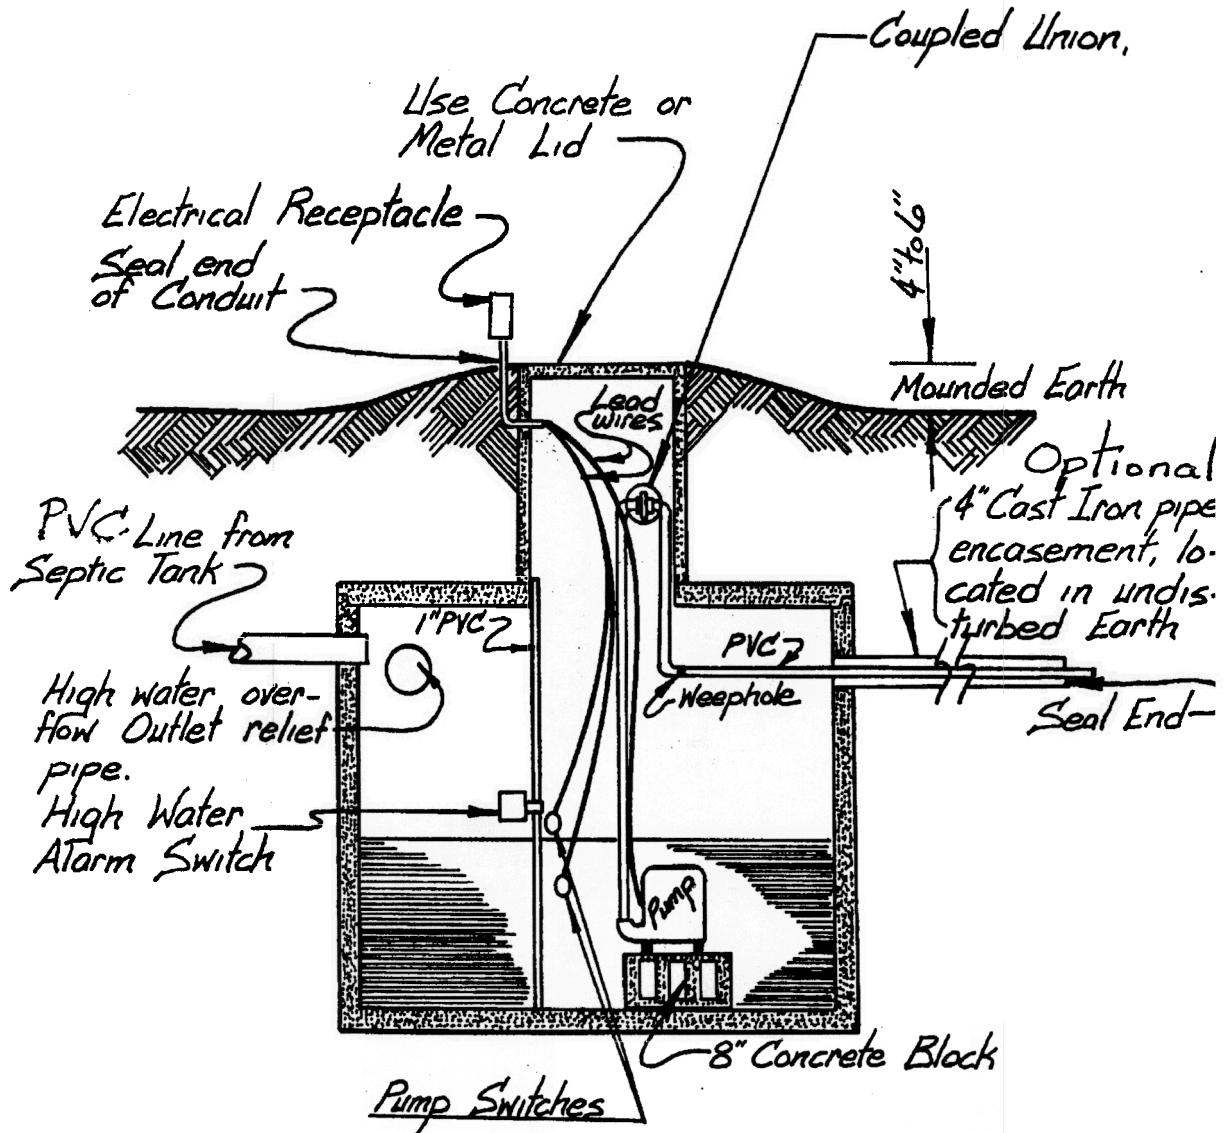 Coupled Union.
Use Concrete or
Metal Lid
Electrical Receptacle
Seal end
of Conduit
4" to 6"
Mounded Earth
Lead
wires
Optional
4" Cast Iron pipe
encasement, lo-
cated in undis-
turbed Earth
PVC Line from
Septic Tank
1" PVC
PVC
Weephole
High water over-
flow Outlet relief
pipe.
Seal End
High Water
Alarm Switch
Pump
8" Concrete Block
Pump Switches